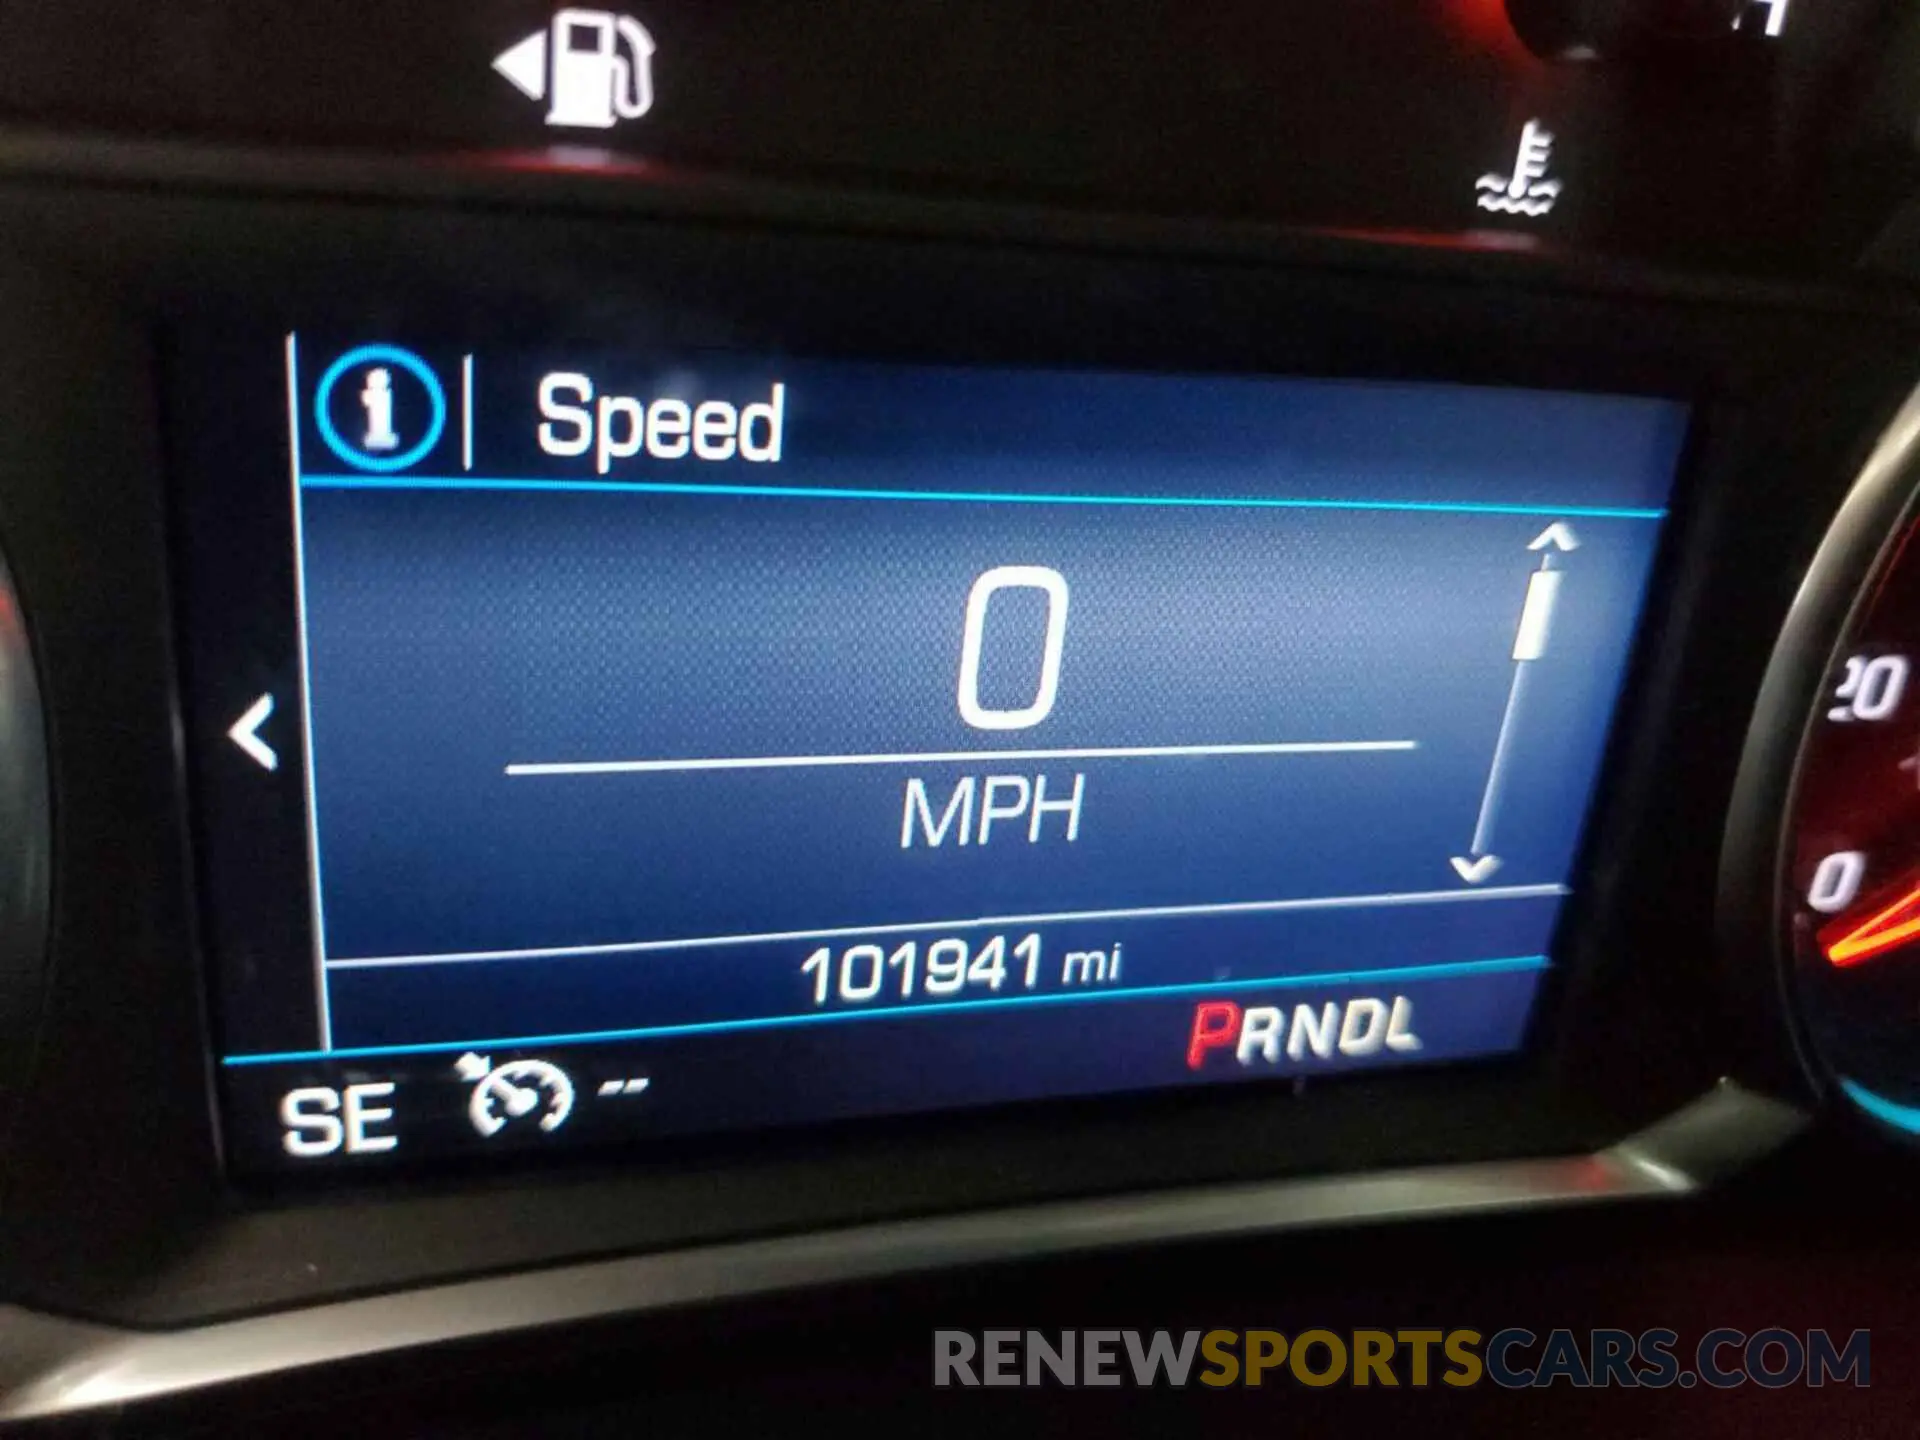 H
Speed
0
MPH
20
0
101941 mi
PRNDL
SE --
RENEWSPORTSCARS.COM